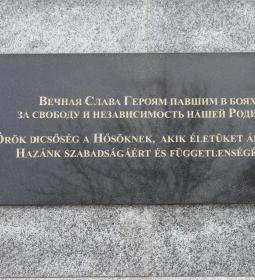 Вечная Слава Героям павшим в боях
за свободу и независимость нашей
Örök dicsőség a Hősöknek, akik életüket
Hazánk szabadságáért és